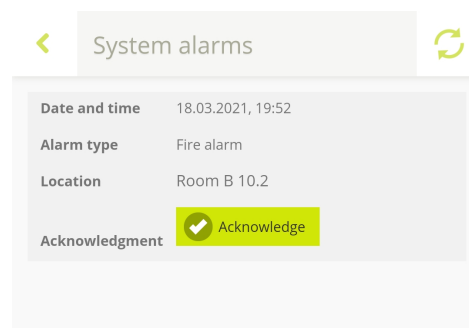 System alarms
Date and time 18.03.2021, 19:52
Alarm type Fire alarm
Location Room B 10.2
Acknowledgment Acknowledge